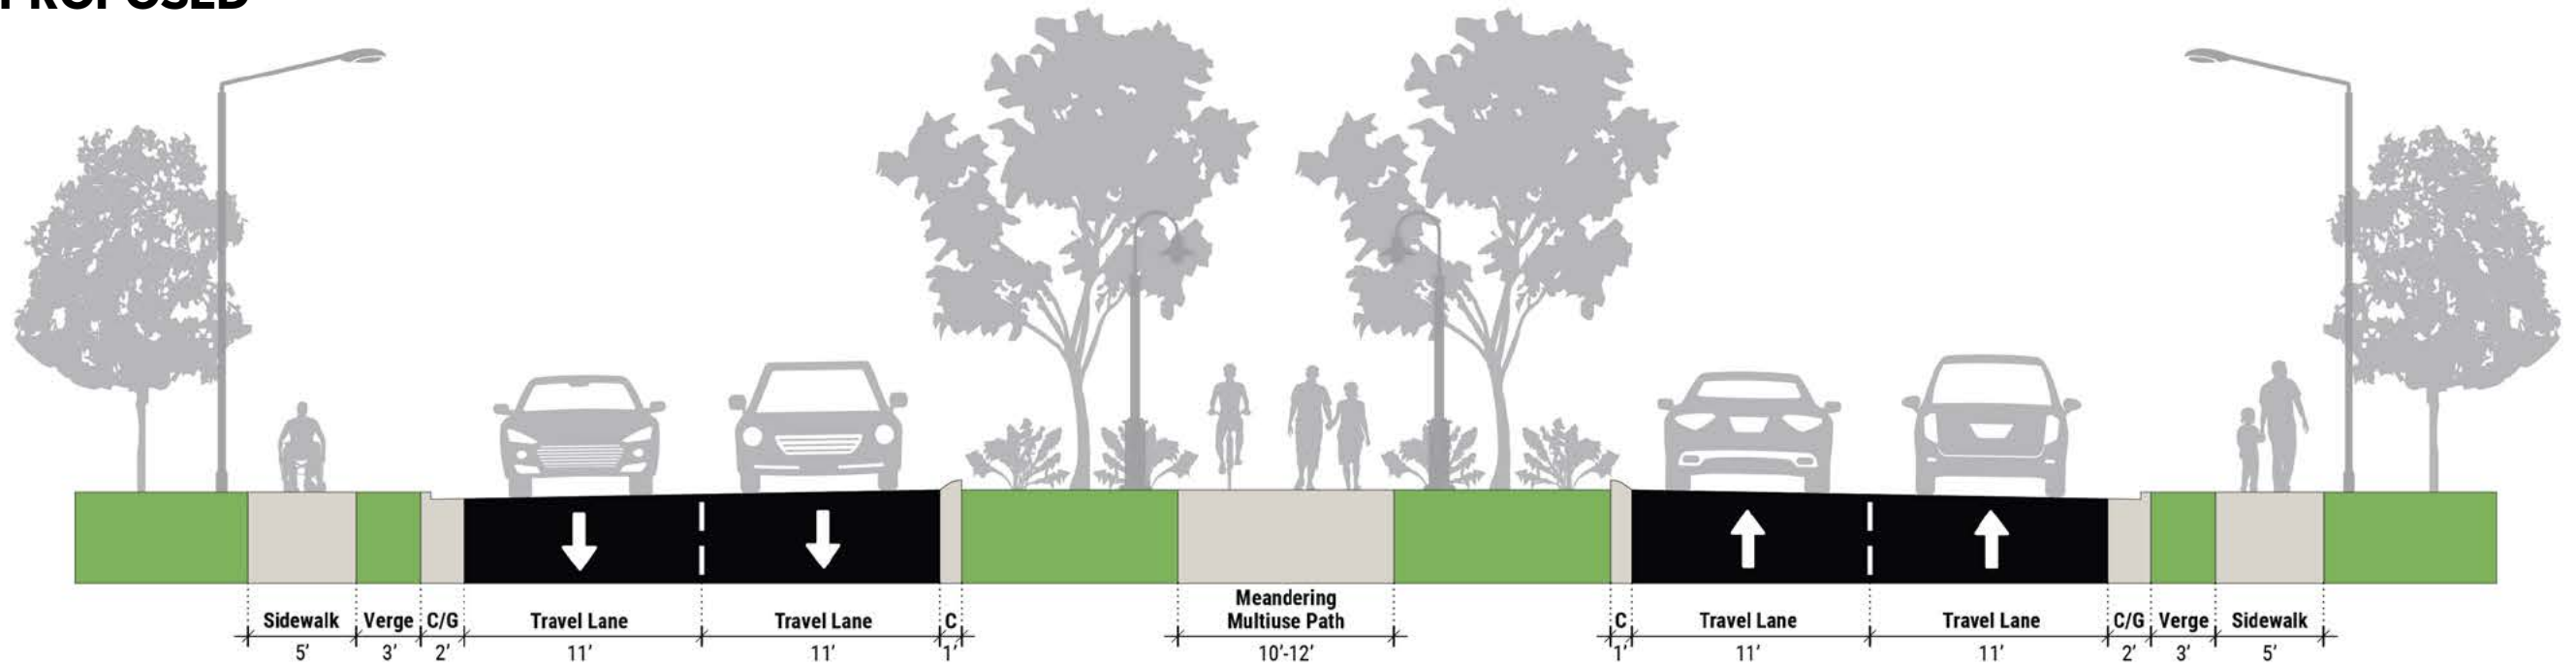 PROPOSED
Sidewalk
5'
Verge
3'
C/G
2'
Travel Lane
11'
Travel Lane
11'
C
1'
Meandering
Multiuse Path
10'-12'
C
1'
Travel Lane
11'
Travel Lane
11'
C/G
2'
Verge
3'
Sidewalk
5'